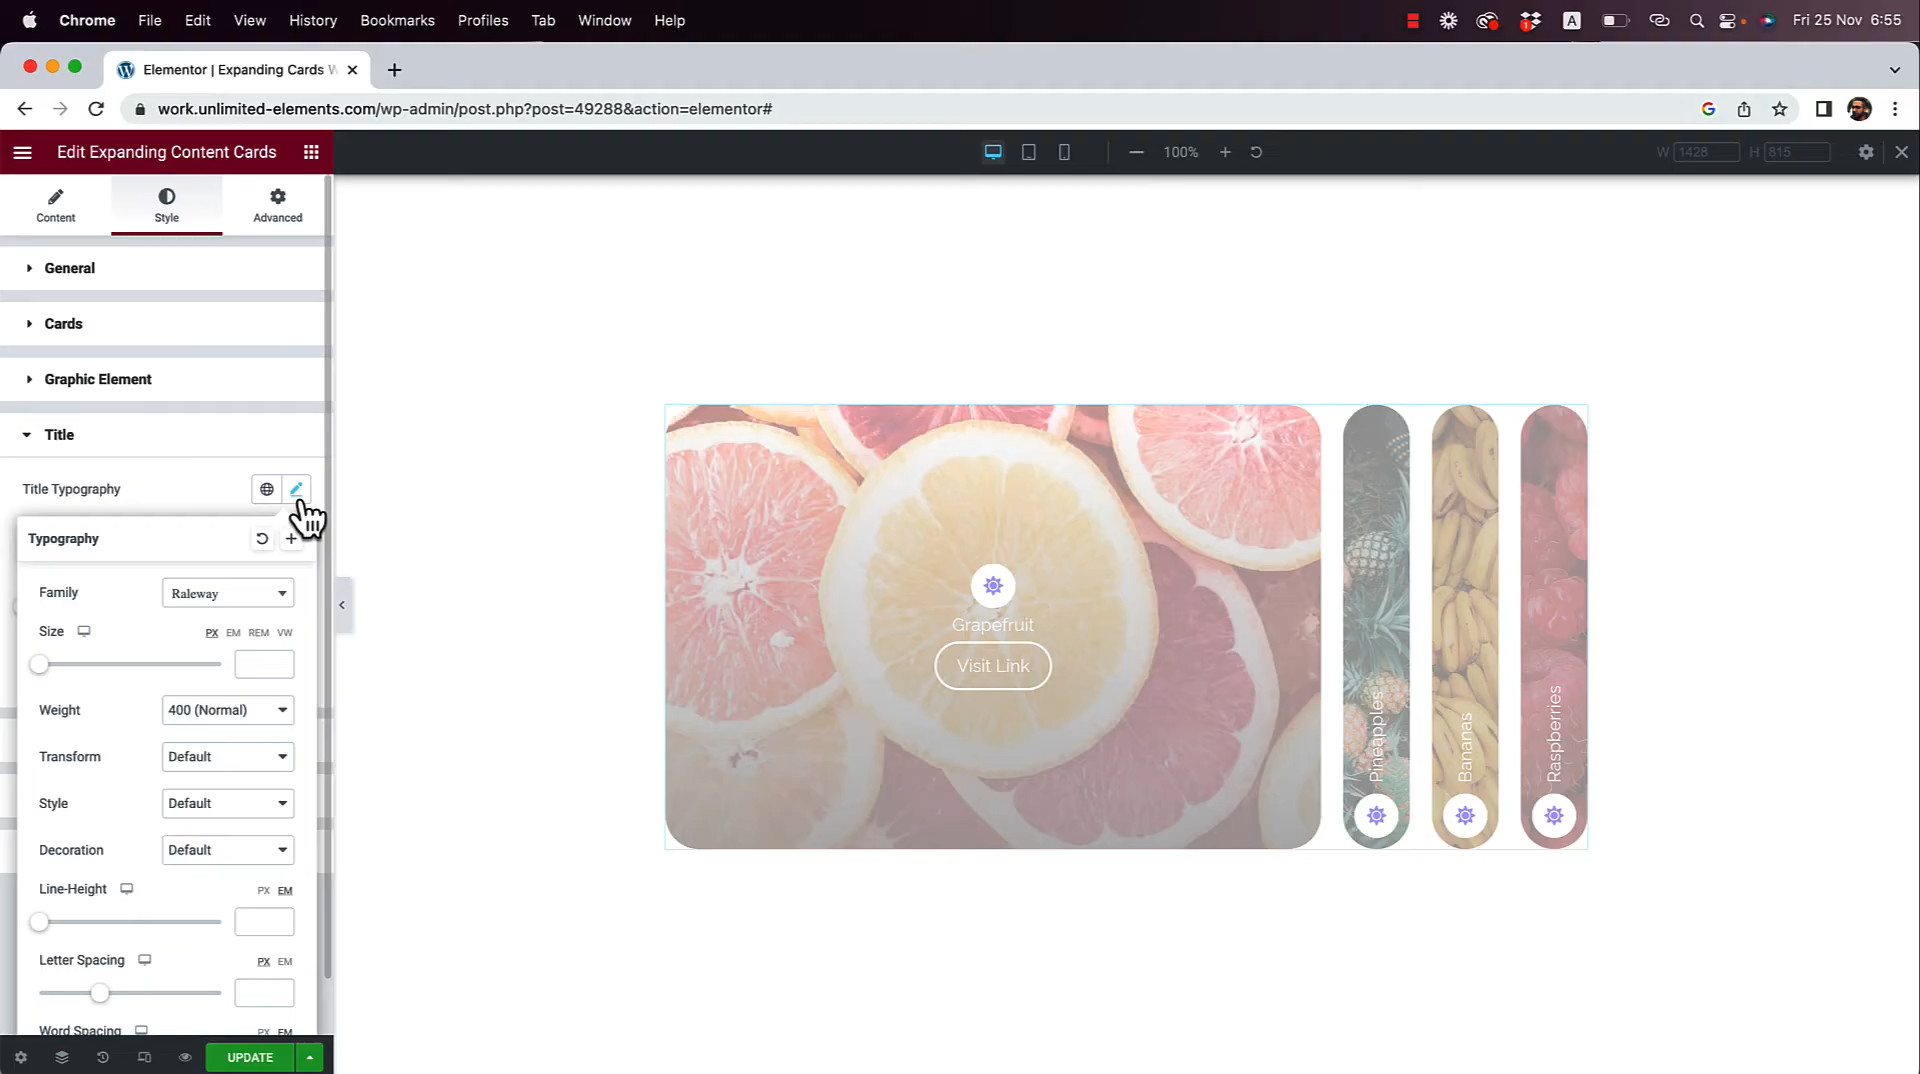 Chrome File Edit View History Bookmarks Profiles Tab Window Help
A Fri 25 Nov 6:55
Elementor | Expanding Cards W
work.unlimited-elements.com/wp-admin/post.php?post=49288&action=elementor#
Edit Expanding Content Cards
100%
W 1428 H 815
Content Style Advanced
General
Cards
Graphic Element
Title
Title Typography
Typography
Family Raleway
Size PX EM REM VW
Weight 400 (Normal)
Transform Default
Style Default
Decoration Default
Line-Height PX EM
Letter Spacing PX EM
Word Spacing PX EM
UPDATE
Grapefruit
Visit Link
Pineapples
Bananas
Raspberries